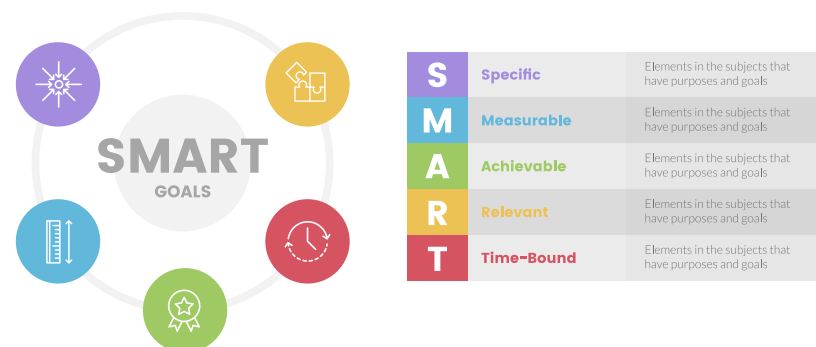 SMART
GOALS
S Specific Elements in the subjects that
have purposes and goals
M Measurable Elements in the subjects that
have purposes and goals
A Achievable Elements in the subjects that
have purposes and goals
R Relevant Elements in the subjects that
have purposes and goals
T Time-Bound Elements in the subjects that
have purposes and goals